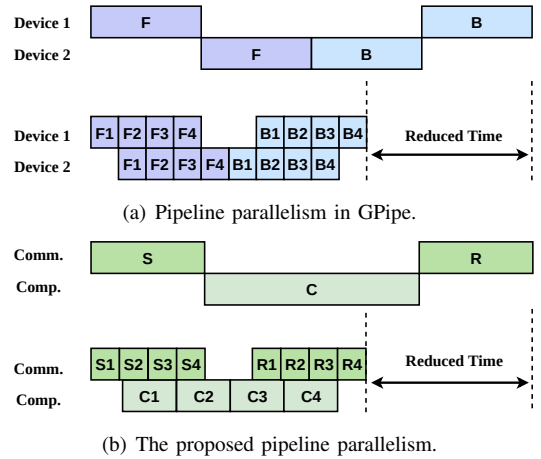 Device 1 F B
Device 2 F B
Device 1 F1 F2 F3 F4 B1 B2 B3 B4 Reduced Time
Device 2 F1 F2 F3 F4 B1 B2 B3 B4
(a) Pipeline parallelism in GPipe.
Comm. S R
Comp. C
Comm. S1 S2 S3 S4 R1 R2 R3 R4 Reduced Time
Comp. C1 C2 C3 C4
(b) The proposed pipeline parallelism.